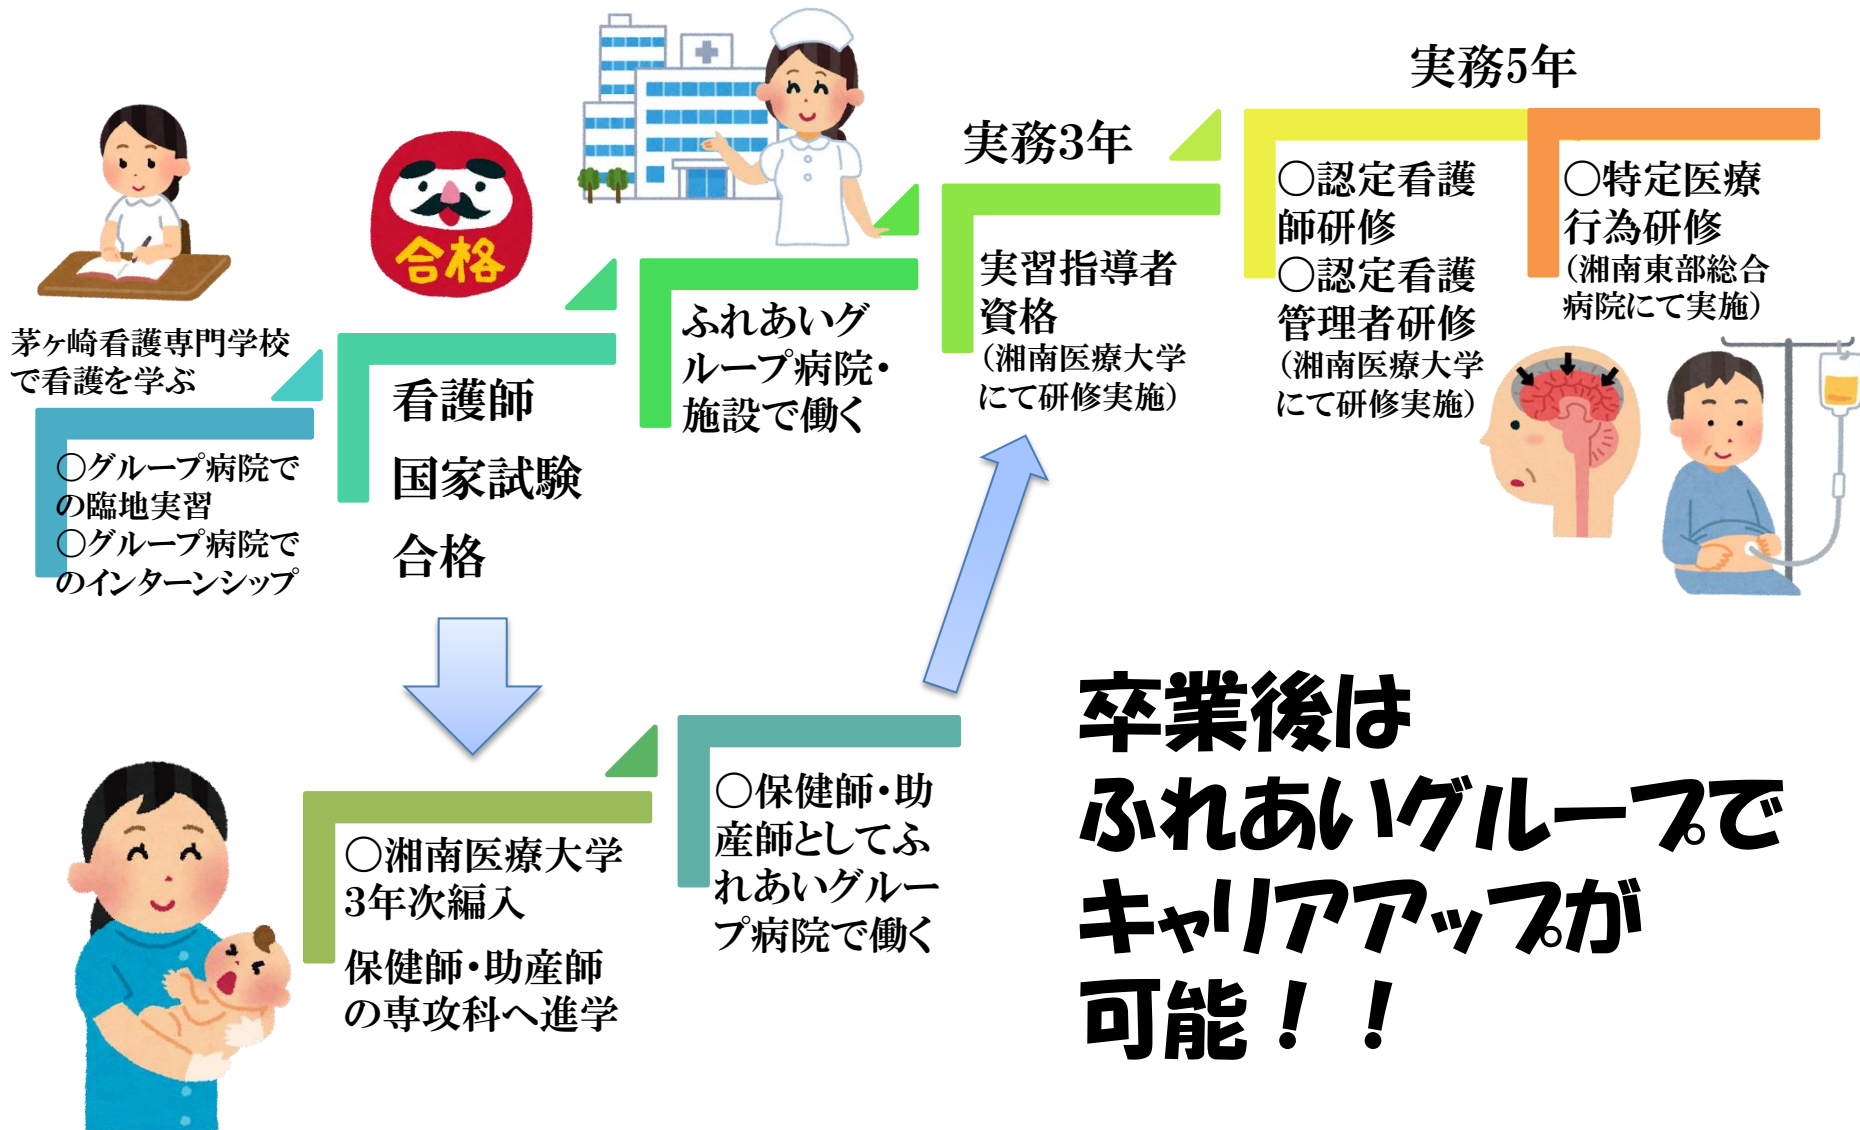 茅ヶ崎看護専門学校
で看護を学ぶ
〇グループ病院で
の臨地実習
〇グループ病院で
のインターンシップ
合格
看護師
国家試験
合格
ふれあいグ
ループ病院・
施設で働く
実務3年
実習指導者
資格
（湘南医療大学
にて研修実施）
実務5年
〇認定看護
師研修
〇認定看護
管理者研修
（湘南医療大学
にて研修実施）
〇特定医療
行為研修
（湘南東部総合
病院にて実施）
〇湘南医療大学
3年次編入
保健師・助産師
の専攻科へ進学
〇保健師・助
産師としてふ
れあいグルー
プ病院で働く
卒業後は
ふれあいグループで
キャリアアップが
可能！！